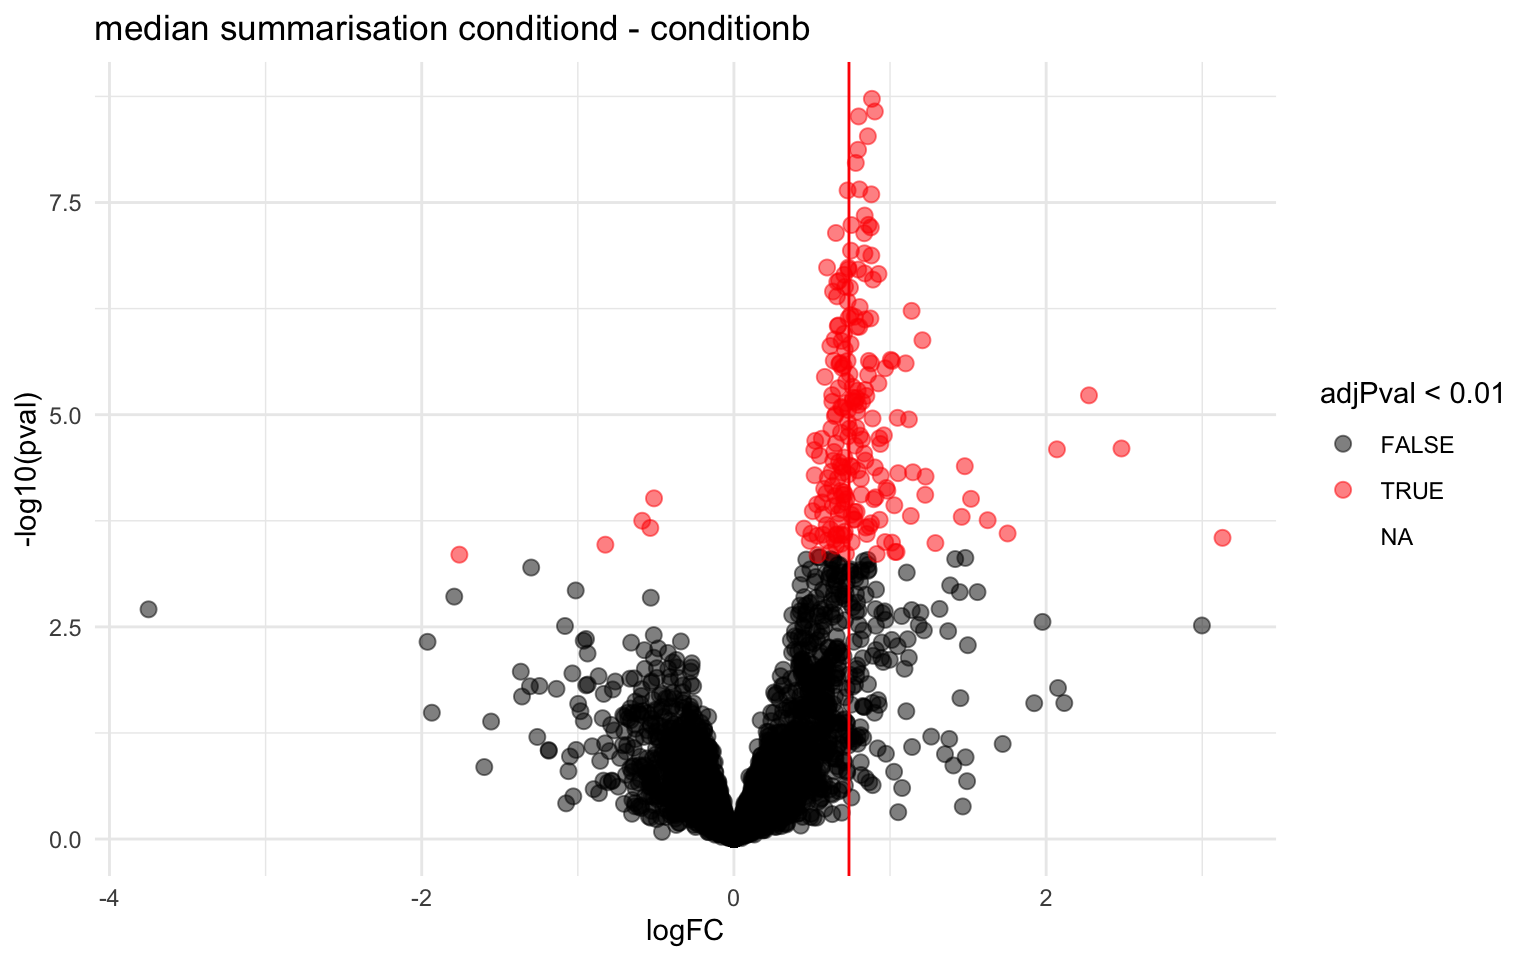 median summarisation conditiond - conditionb
-log10(pval)
7.5
5.0
2.5
0.0
-4
-2
0
2
logFC
adjPval < 0.01
FALSE
TRUE
NA